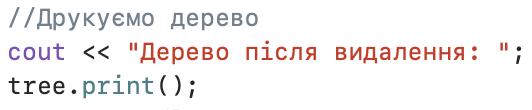 //Друкуємо дерево
cout << "Дерево після видалення: ";
tree.print();